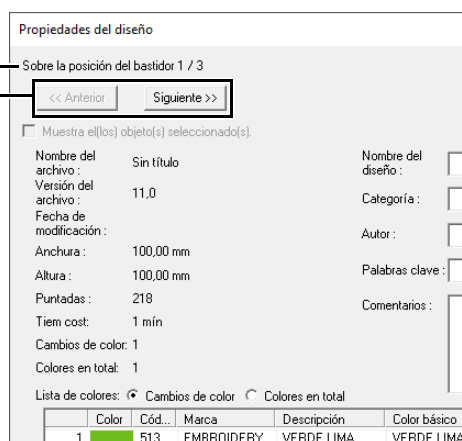 Propiedades del diseño
Sobre la posición del bastidor 1 / 3
<< Anterior Siguiente >>
Muestra el(los) objeto(s) seleccionado(s).
Nombre del archivo : Sin título
Versión del archivo : 11,0
Fecha de modificación :
Anchura : 100,00 mm
Altura : 100,00 mm
Puntadas : 218
Tiem cost: 1 mín
Cambios de color: 1
Colores en total: 1
Nombre del diseño :
Categoría :
Autor :
Palabras clave :
Comentarios :
Lista de colores: Cambios de color Colores en total
Color Cód... Marca Descripción Color básico
1 513 EMBROIDERY VERDE LIMA VERDE LIMA